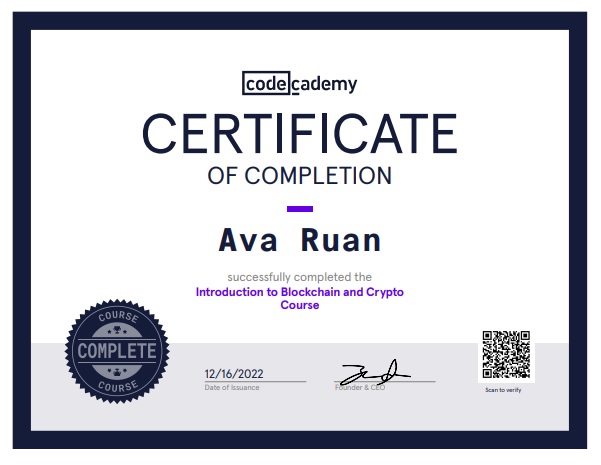 codecademy
CERTIFICATE
OF COMPLETION
Ava Ruan
successfully completed the
Introduction to Blockchain and Crypto
Course
COURSE
COMPLETE
COURSE
12/16/2022
Date of Issuance
Founder & CEO
Scan to verify